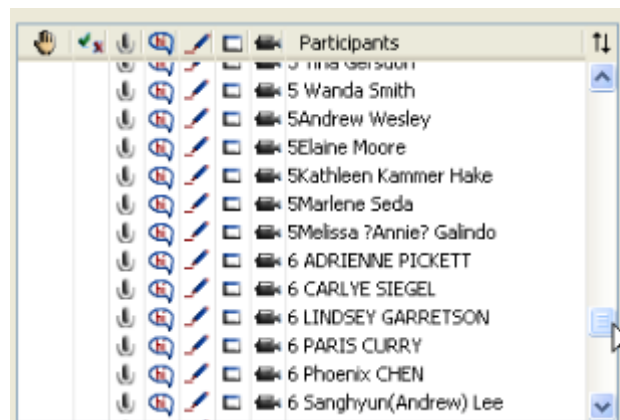 Participants
5 Wanda Smith
5Andrew Wesley
5Elaine Moore
5Kathleen Kammer Hake
5Marlene Seda
5Melissa ?Annie? Galindo
6 ADRIENNE PICKETT
6 CARLYE SIEGEL
6 LINDSEY GARRETSON
6 PARIS CURRY
6 Phoenix CHEN
6 Sanghyun(Andrew) Lee